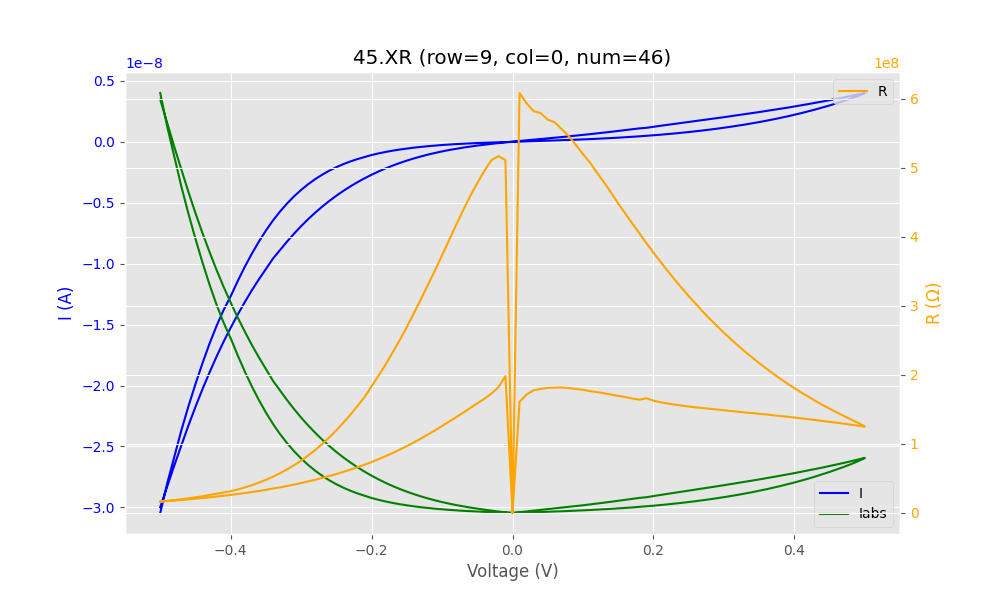 45.XR (row=9, col=0, num=46)
1e−8
1e8
0.5
0.0
−0.5
−1.0
−1.5
−2.0
−2.5
−3.0
I (A)
6
5
4
3
2
1
0
R (Ω)
R
I
Iabs
−0.4
−0.2
0.0
0.2
0.4
Voltage (V)